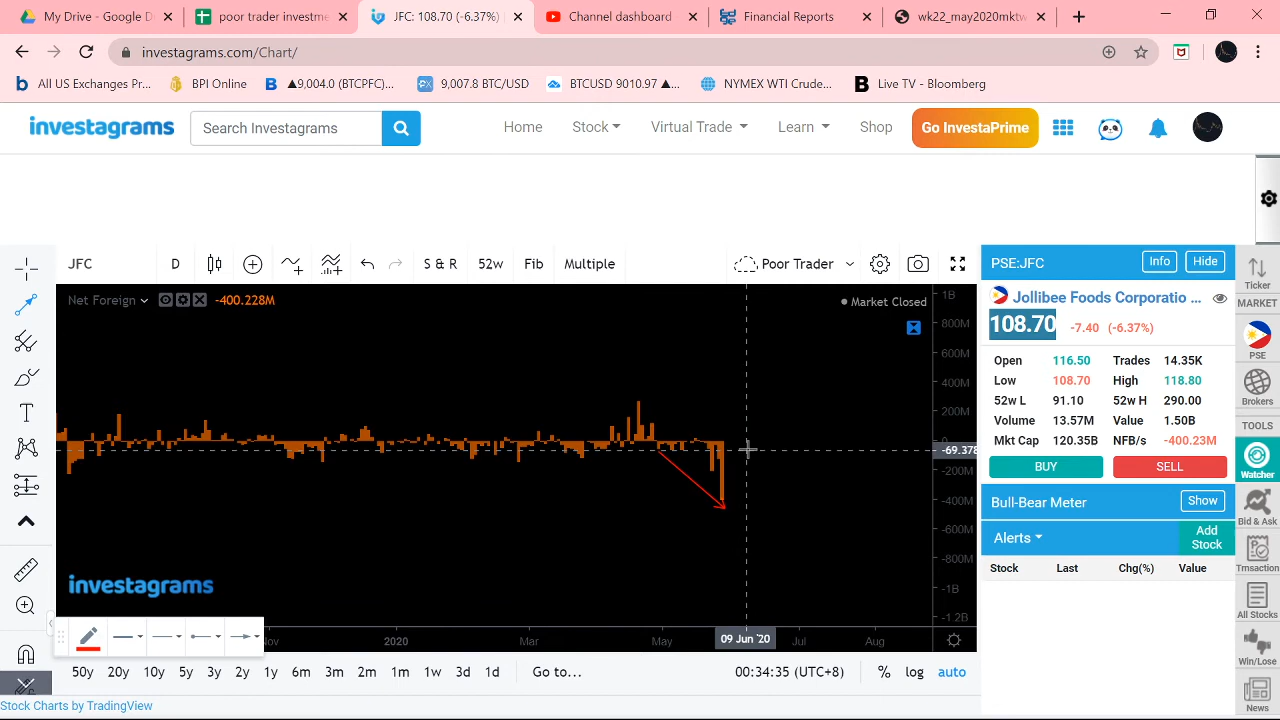 My Drive - Google D
poor trader investme
JFC: 108.70 (-6.37%)
Channel dashboard
Financial Reports
wk22_may2020mktw
investagrams.com/Chart/
All US Exchanges Pr...
BPI Online
▲9,004.0 (BTCPFC)...
9,007.8 BTC/USD
BTCUSD 9010.97 ▲...
NYMEX WTI Crude...
Live TV - Bloomberg
investagrams
Search Investagrams
Home
Stock
Virtual Trade
Learn
Shop
Go InvestaPrime
JFC
D
S & R
52w
Fib
Multiple
Poor Trader
Net Foreign
-400.228M
Market Closed
1B
800M
600M
400M
200M
0
-69.378
-200M
-400M
-600M
-800M
-1B
-1.2B
investagrams
Nov
2020
Mar
May
09 Jun '20
Jul
Aug
50y
20y
10y
5y
3y
2y
1y
6m
3m
2m
1m
1w
3d
1d
Go to...
00:34:35 (UTC+8)
%
log
auto
Stock Charts by TradingView
PSE:JFC
Info
Hide
Jollibee Foods Corporatio ...
108.70 -7.40 (-6.37%)
Open 116.50 Trades 14.35K
Low 108.70 High 118.80
52w L 91.10 52w H 290.00
Volume 13.57M Value 1.50B
Mkt Cap 120.35B NFB/s -400.23M
BUY
SELL
Bull-Bear Meter
Show
Alerts
Add
Stock
Stock Last Chg(%) Value
Ticker
MARKET
PSE
Brokers
TOOLS
Watcher
Bid & Ask
Trnsaction
All Stocks
Win/Lose
News